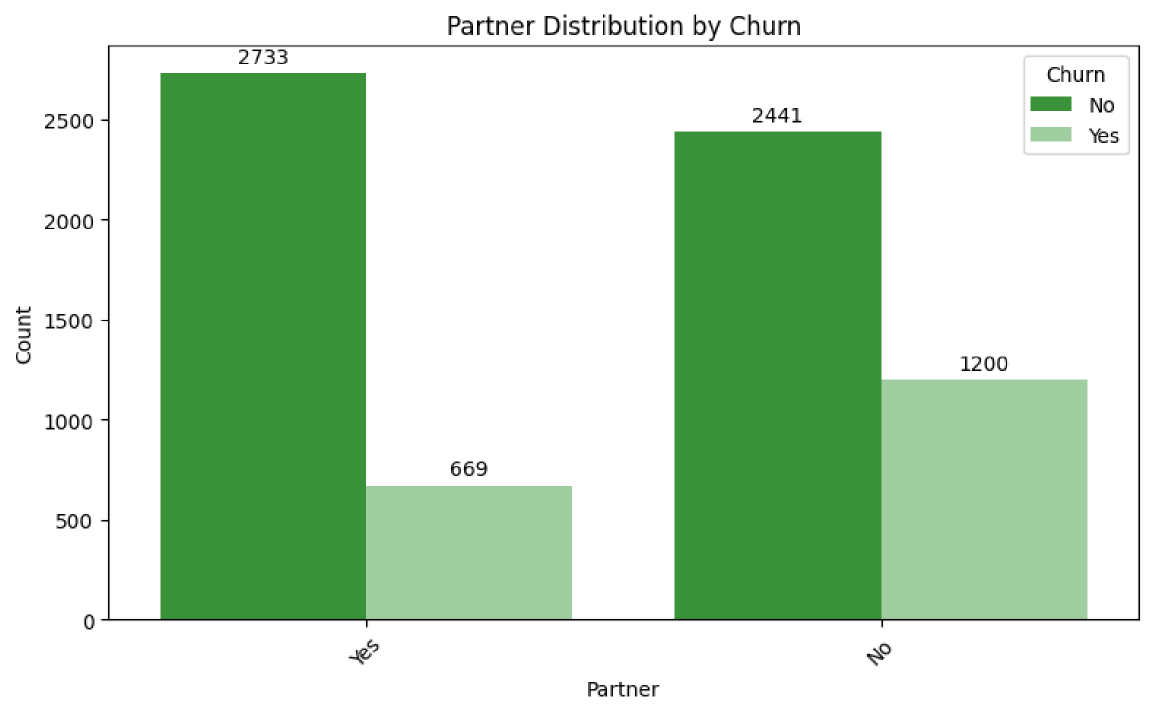 Partner Distribution by Churn
2733
2441
1200
669
Churn
No
Yes
2500
2000
1500
1000
500
0
Count
Yes
No
Partner